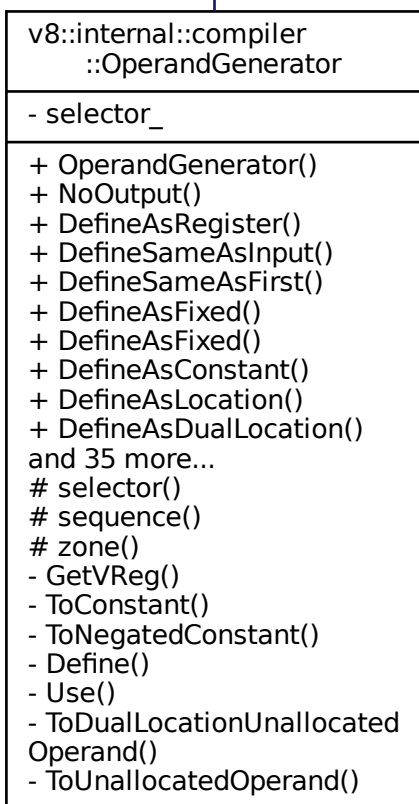 v8::internal::compiler
::OperandGenerator
- selector_
+ OperandGenerator()
+ NoOutput()
+ DefineAsRegister()
+ DefineSameAsInput()
+ DefineSameAsFirst()
+ DefineAsFixed()
+ DefineAsFixed()
+ DefineAsConstant()
+ DefineAsLocation()
+ DefineAsDualLocation()
and 35 more...
# selector()
# sequence()
# zone()
- GetVReg()
- ToConstant()
- ToNegatedConstant()
- Define()
- Use()
- ToDualLocationUnallocated
Operand()
- ToUnallocatedOperand()